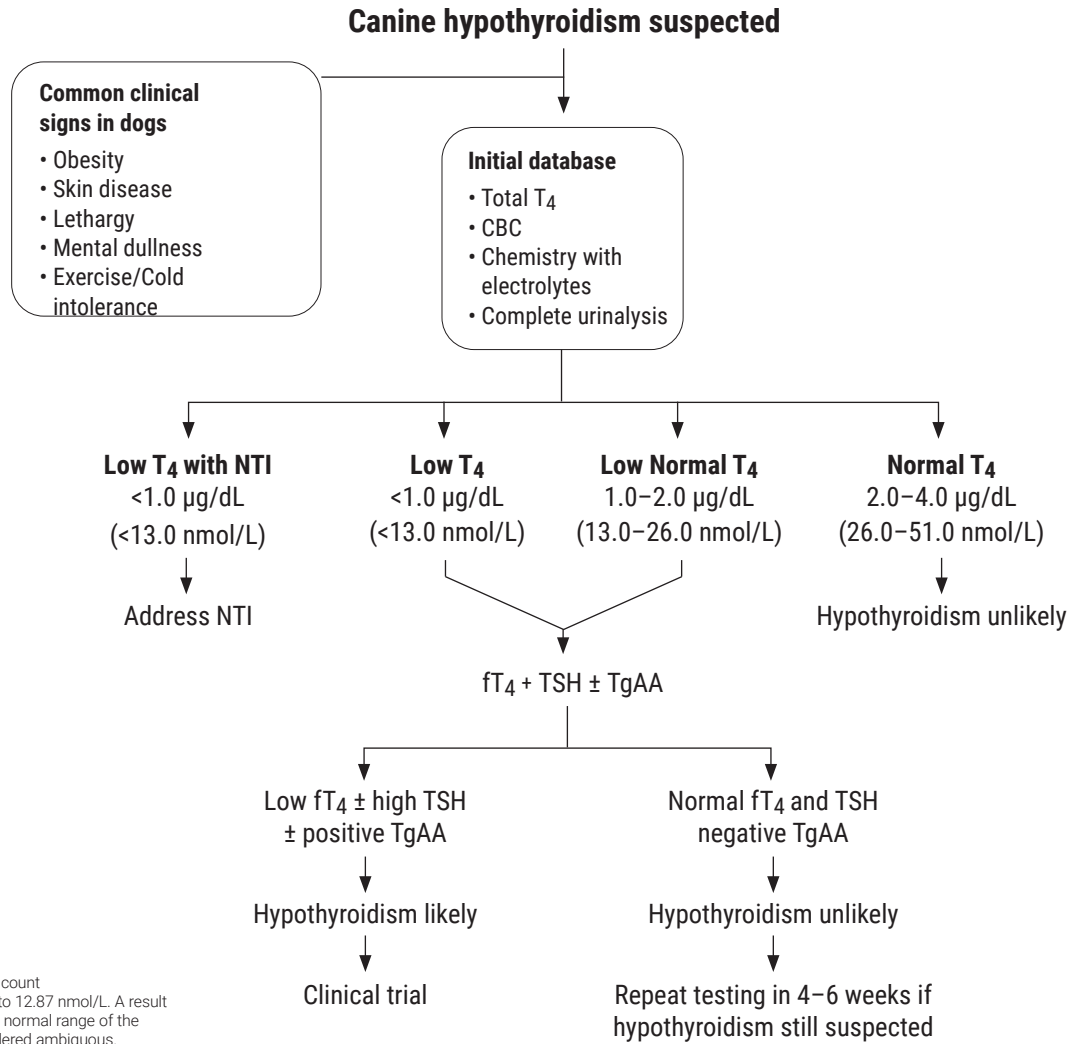 Canine hypothyroidism suspected
Common clinical
signs in dogs
• Obesity
• Skin disease
• Lethargy
• Mental dullness
• Exercise/Cold
intolerance
Initial database
• Total T4
• CBC
• Chemistry with
electrolytes
• Complete urinalysis
Low T4 with NTI
<1.0 µg/dL
(<13.0 nmol/L)
Address NTI
Low T4
<1.0 µg/dL
(<13.0 nmol/L)
Low Normal T4
1.0–2.0 µg/dL
(13.0–26.0 nmol/L)
Normal T4
2.0–4.0 µg/dL
(26.0–51.0 nmol/L)
Hypothyroidism unlikely
fT4 + TSH ± TgAA
Low fT4 ± high TSH
± positive TgAA
Hypothyroidism likely
Clinical trial
Normal fT4 and TSH
negative TgAA
Hypothyroidism unlikely
Repeat testing in 4–6 weeks if
hypothyroidism still suspected
count
to 12.87 nmol/L. A result
normal range of the
dered ambiguous.